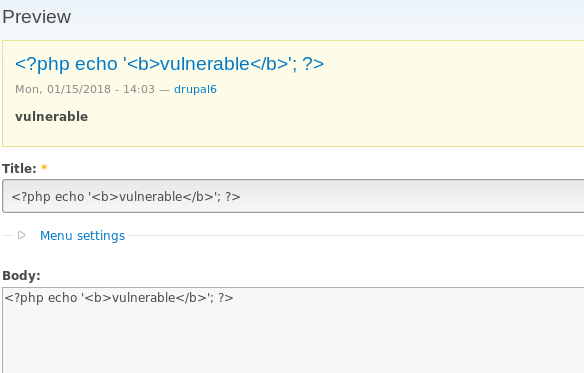 Preview
<?php echo '<b>vulnerable</b>'; ?>
Mon, 01/15/2018 - 14:03 — drupal6
vulnerable
Title: *
<?php echo '<b>vulnerable</b>'; ?>
Menu settings
Body:
<?php echo '<b>vulnerable</b>'; ?>